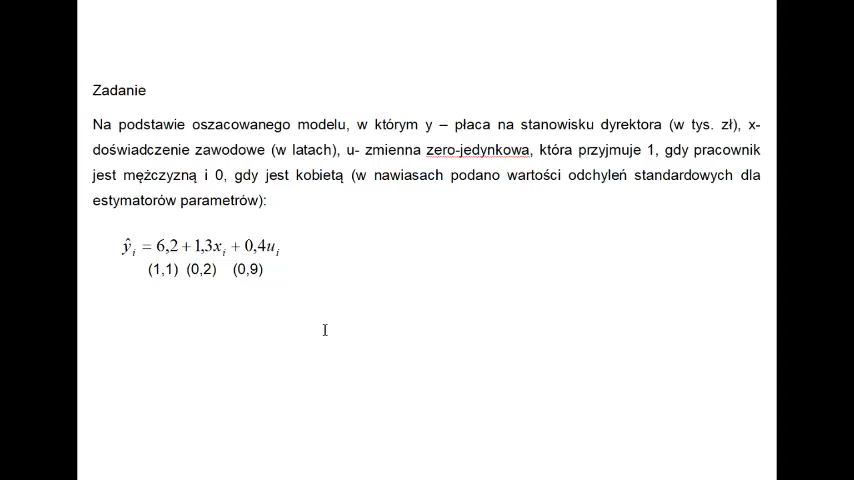 Zadanie
Na podstawie oszacowanego modelu, w którym y – płaca na stanowisku dyrektora (w tys. zł), x-
doświadczenie zawodowe (w latach), u- zmienna zero-jedynkowa, która przyjmuje 1, gdy pracownik
jest mężczyzną i 0, gdy jest kobietą (w nawiasach podano wartości odchyleń standardowych dla
estymatorów parametrów):
ŷᵢ = 6,2 + 1,3xᵢ + 0,4uᵢ
(1,1) (0,2) (0,9)